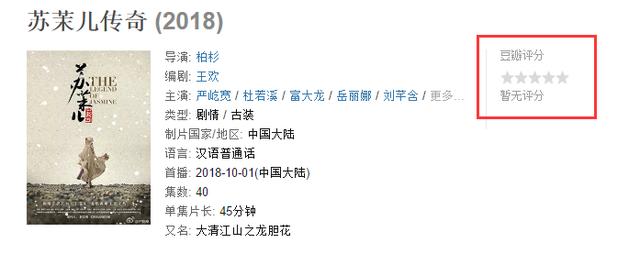 苏茉儿传奇 (2018)
苏茉儿传奇
THE LEGEND OF JASMINE
导演: 柏杉
编剧: 王欢
主演: 严屹宽 / 杜若溪 / 富大龙 / 岳丽娜 / 刘芊含 / 更多...
类型: 剧情 / 古装
制片国家/地区: 中国大陆
语言: 汉语普通话
首播: 2018-10-01(中国大陆)
集数: 40
单集片长: 45分钟
又名: 大清江山之龙胆花
豆瓣评分
暂无评分